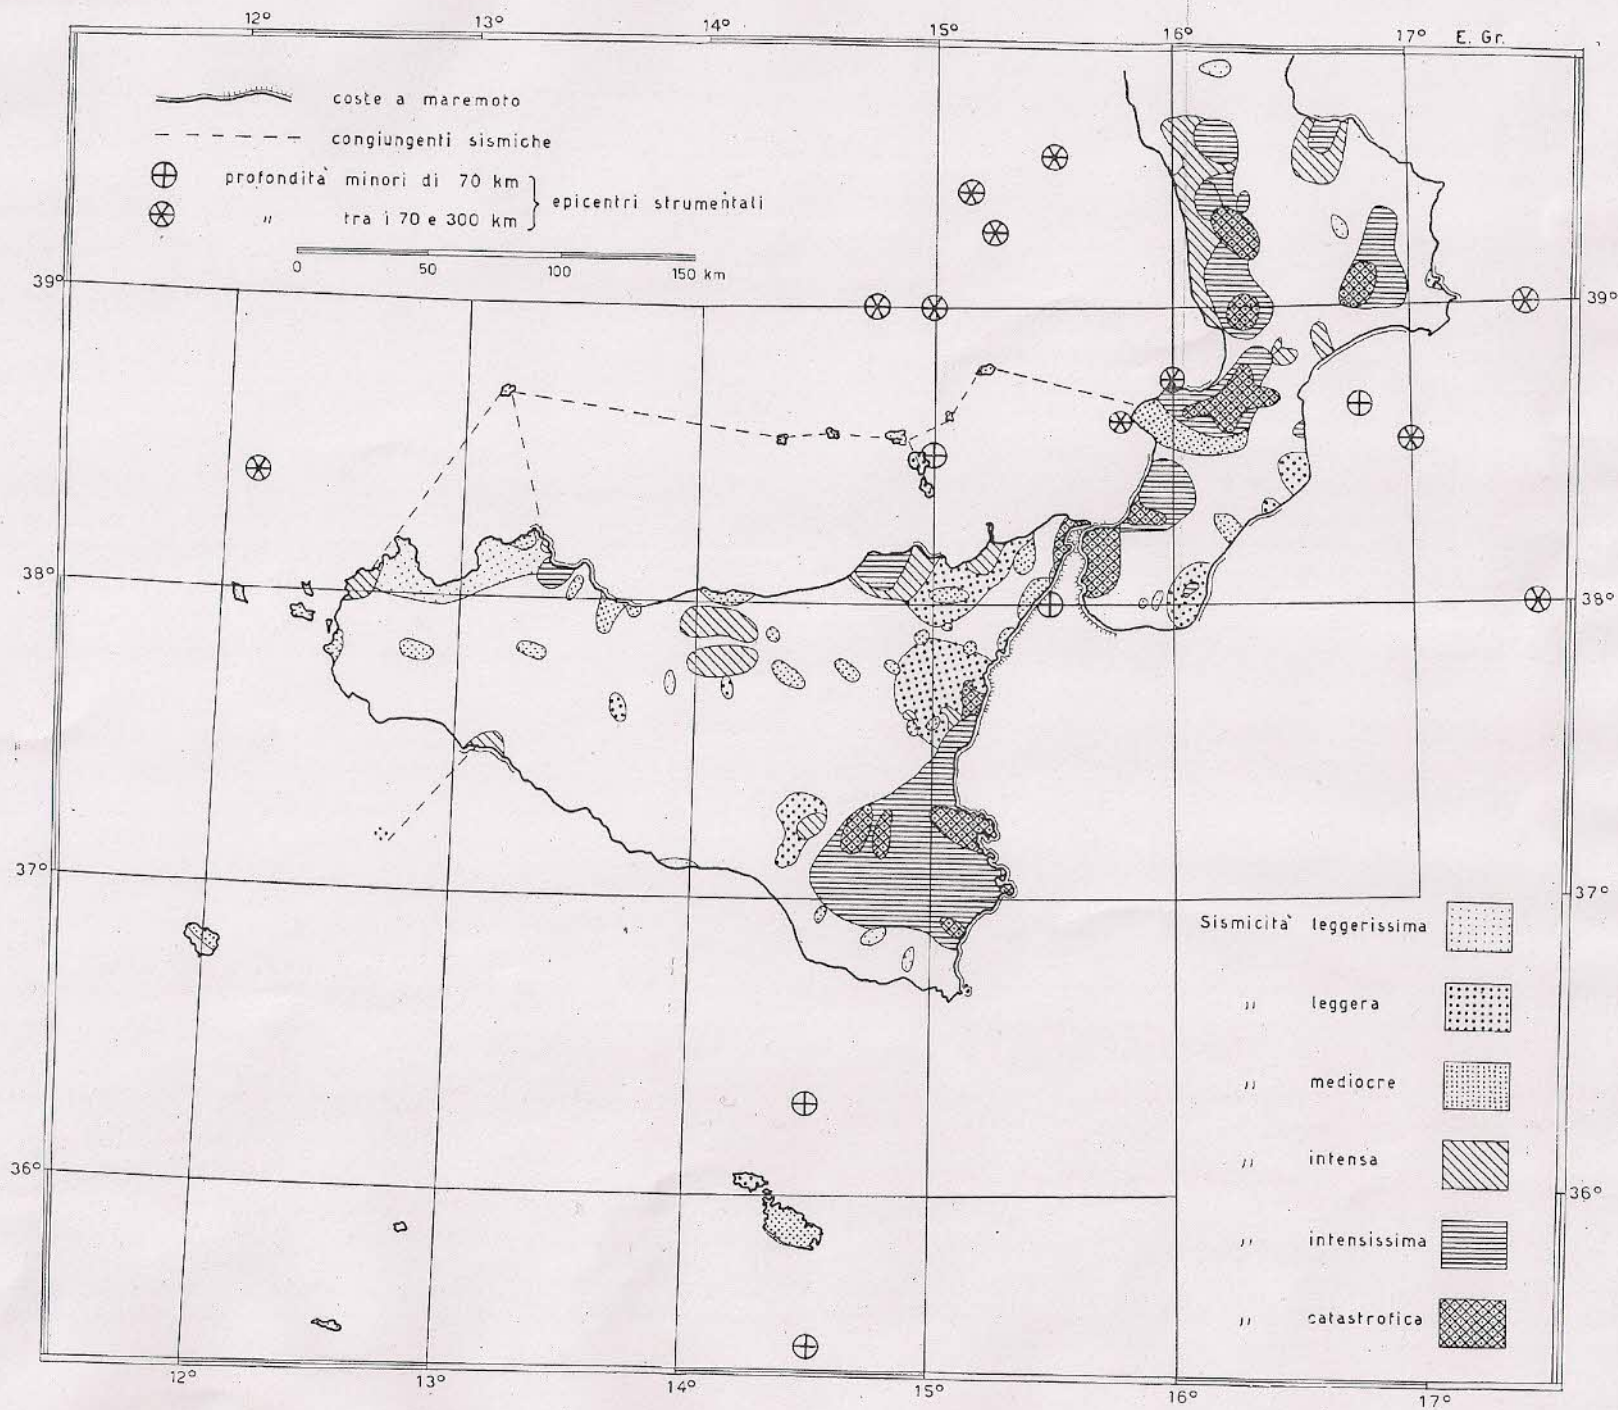 12° 13° 14° 15° 16° 17° E. Gr.
coste a maremoto
congiungenti sismiche
profondità minori di 70 km
epicentri strumentali
" tra i 70 e 300 km
0 50 100 150 km
39° 39°
38° 38°
37° 37°
Sismicità leggerissima
" leggera
" mediocre
" intensa
36° 36°
" intensissima
" catastrofica
12° 13° 14° 15° 16° 17°